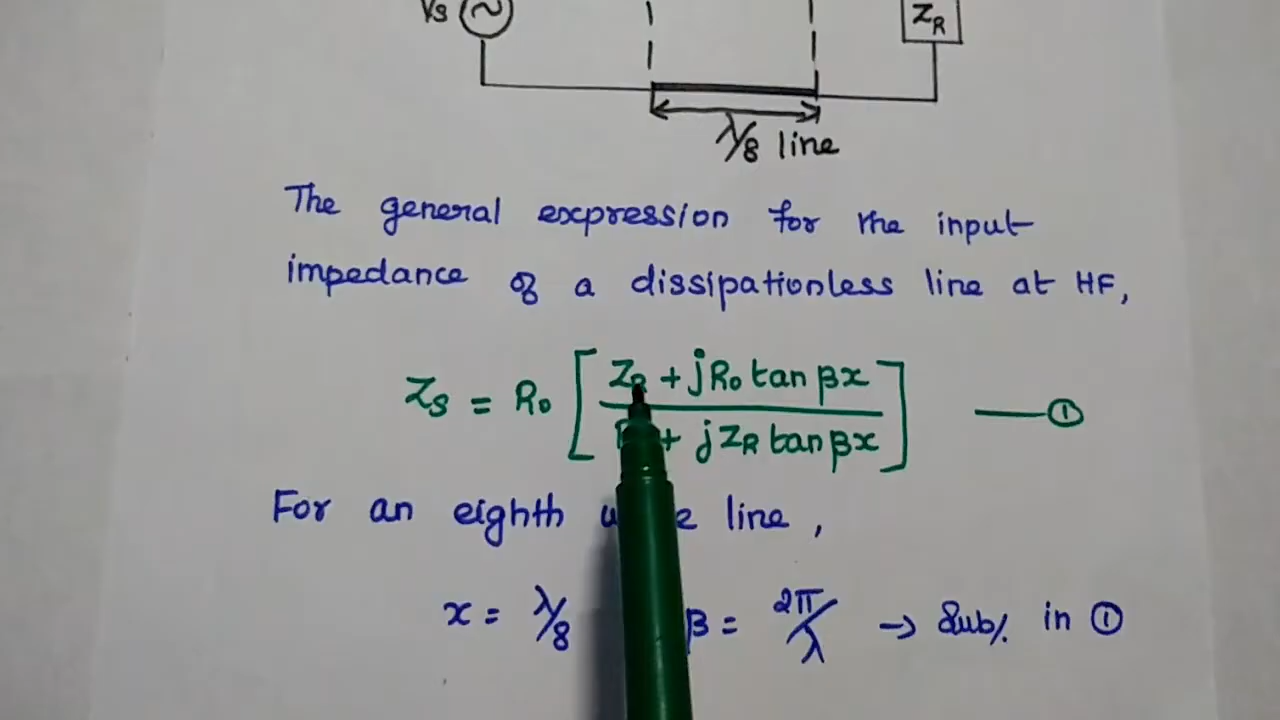 Vs
ZR
λ/8 line
The general expression for the input
impedance of a dissipationless line at HF,
Zs = R0 [ ZR + jR0 tan βx / + jZR tan βx ] —— ①
For an eighth line,
x = λ/8 β = 2π/λ → Sub/. in ①